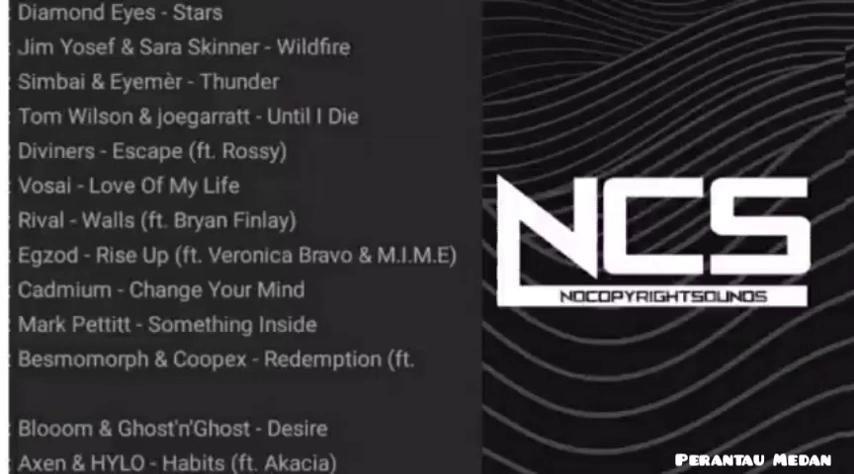 Diamond Eyes - Stars
Jim Yosef & Sara Skinner - Wildfire
Simbai & Eyemèr - Thunder
Tom Wilson & joegarratt - Until I Die
Diviners - Escape (ft. Rossy)
Vosai - Love Of My Life
Rival - Walls (ft. Bryan Finlay)
Egzod - Rise Up (ft. Veronica Bravo & M.I.M.E)
Cadmium - Change Your Mind
Mark Pettitt - Something Inside
Besmomorph & Coopex - Redemption (ft.
Blooom & Ghost'n'Ghost - Desire
Axen & HYLO - Habits (ft. Akacia)
NCS
NOCOPYRIGHTSOUNDS
PERANTAU MEDAN